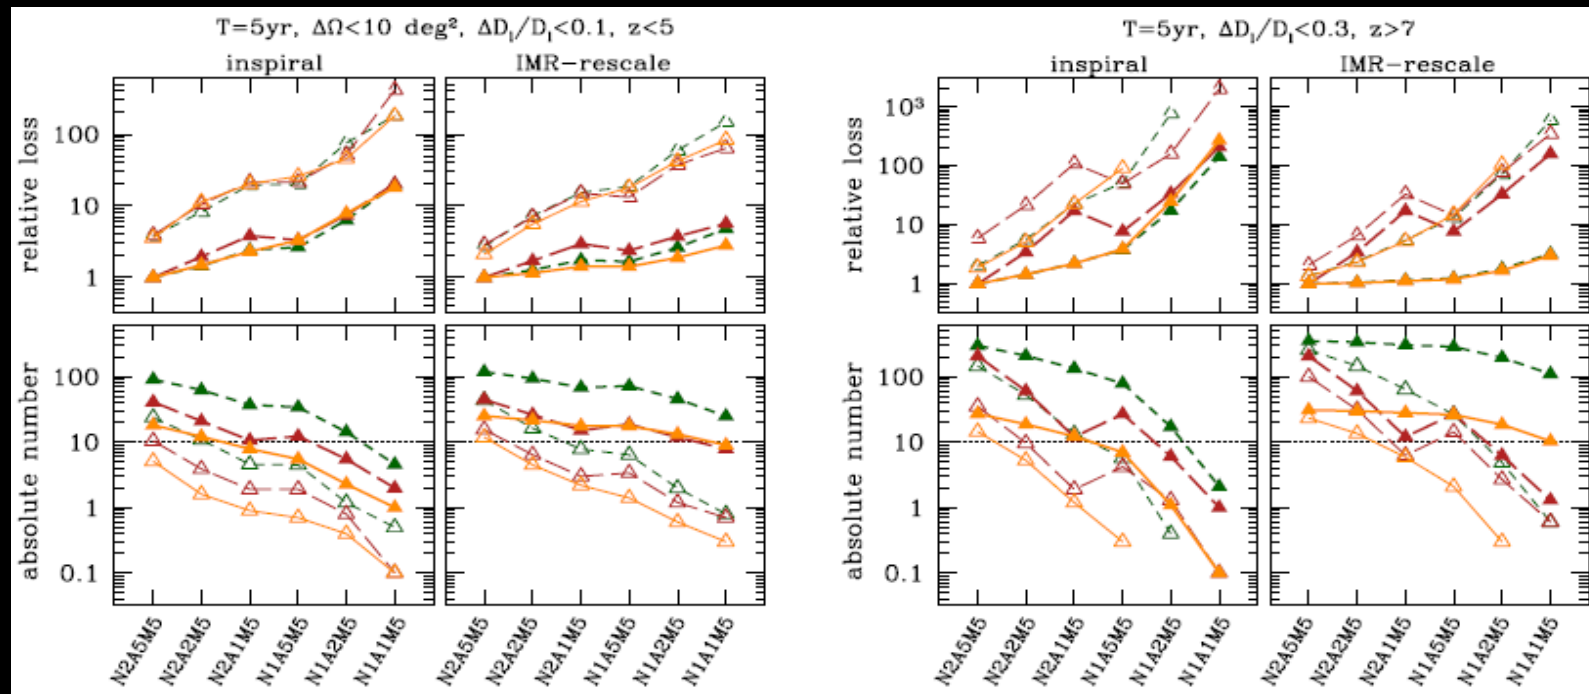 T=5yr, ΔΩ<10 deg², ΔD_l/D_l<0.1, z<5
inspiral
IMR-rescale
relative loss
100
10
1
absolute number
100
10
1
0.1
N2A5M5
N2A2M5
N2A1M5
N1A5M5
N1A2M5
N1A1M5
N2A5M5
N2A2M5
N2A1M5
N1A5M5
N1A2M5
N1A1M5
T=5yr, ΔD_l/D_l<0.3, z>7
inspiral
IMR-rescale
relative loss
10³
100
10
1
absolute number
100
10
1
0.1
N2A5M5
N2A2M5
N2A1M5
N1A5M5
N1A2M5
N1A1M5
N2A5M5
N2A2M5
N2A1M5
N1A5M5
N1A2M5
N1A1M5